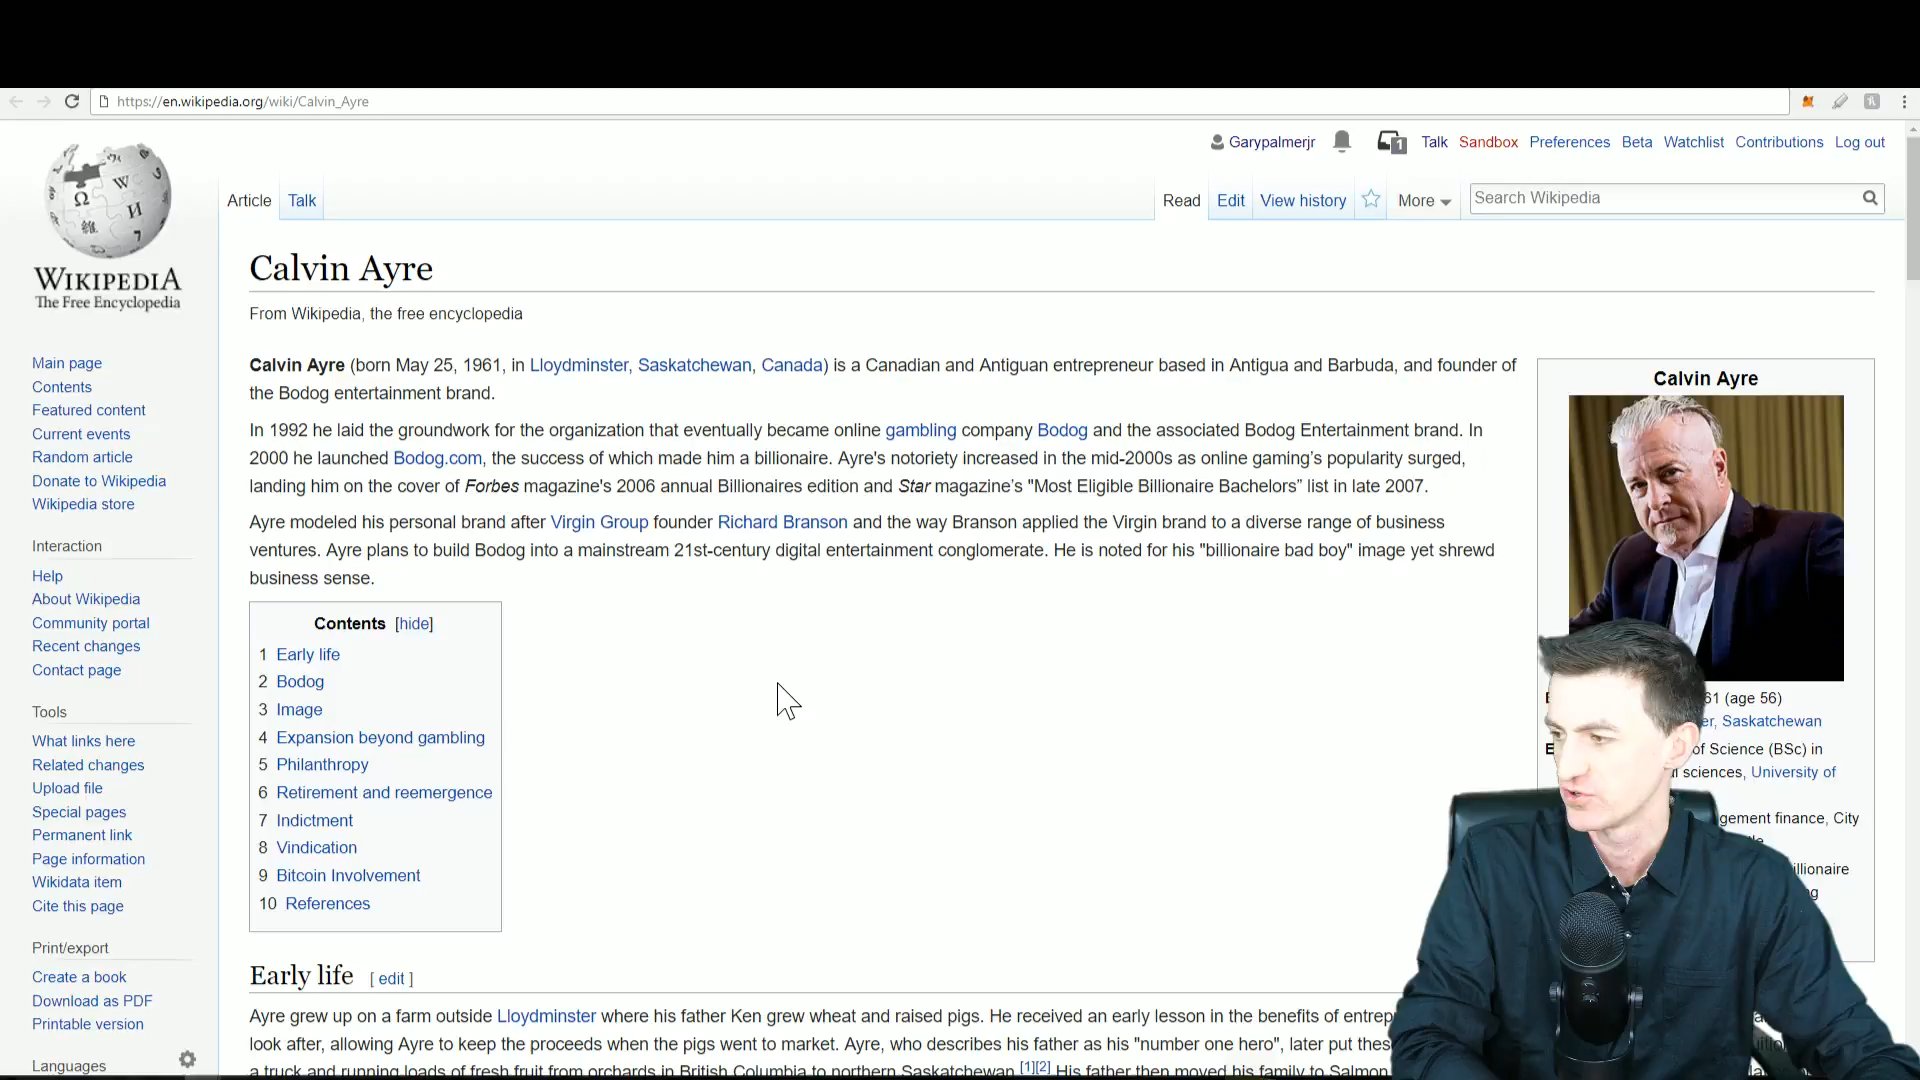 https://en.wikipedia.org/wiki/Calvin_Ayre
Garypalmerjr
1
Talk
Sandbox
Preferences
Beta
Watchlist
Contributions
Log out
Article
Talk
Read
Edit
View history
More
Search Wikipedia
WIKIPEDIA
The Free Encyclopedia
Main page
Contents
Featured content
Current events
Random article
Donate to Wikipedia
Wikipedia store
Interaction
Help
About Wikipedia
Community portal
Recent changes
Contact page
Tools
What links here
Related changes
Upload file
Special pages
Permanent link
Page information
Wikidata item
Cite this page
Print/export
Create a book
Download as PDF
Printable version
Languages
Calvin Ayre
From Wikipedia, the free encyclopedia
Calvin Ayre (born May 25, 1961, in Lloydminster, Saskatchewan, Canada) is a Canadian and Antiguan entrepreneur based in Antigua and Barbuda, and founder of
the Bodog entertainment brand.
In 1992 he laid the groundwork for the organization that eventually became online gambling company Bodog and the associated Bodog Entertainment brand. In
2000 he launched Bodog.com, the success of which made him a billionaire. Ayre's notoriety increased in the mid-2000s as online gaming's popularity surged,
landing him on the cover of Forbes magazine's 2006 annual Billionaires edition and Star magazine's "Most Eligible Billionaire Bachelors" list in late 2007.
Ayre modeled his personal brand after Virgin Group founder Richard Branson and the way Branson applied the Virgin brand to a diverse range of business
ventures. Ayre plans to build Bodog into a mainstream 21st-century digital entertainment conglomerate. He is noted for his "billionaire bad boy" image yet shrewd
business sense.
Contents [hide]
1 Early life
2 Bodog
3 Image
4 Expansion beyond gambling
5 Philanthropy
6 Retirement and reemergence
7 Indictment
8 Vindication
9 Bitcoin Involvement
10 References
Calvin Ayre
61 (age 56)
Saskatchewan
of Science (BSc) in
sciences, University of
gement finance, City
illionaire
Early life [ edit ]
Ayre grew up on a farm outside Lloydminster where his father Ken grew wheat and raised pigs. He received an early lesson in the benefits of entrep
look after, allowing Ayre to keep the proceeds when the pigs went to market. Ayre, who describes his father as his "number one hero", later put thes
a truck and running loads of fresh fruit from orchards in British Columbia to northern Saskatchewan.[1][2] His father then moved his family to Salmon